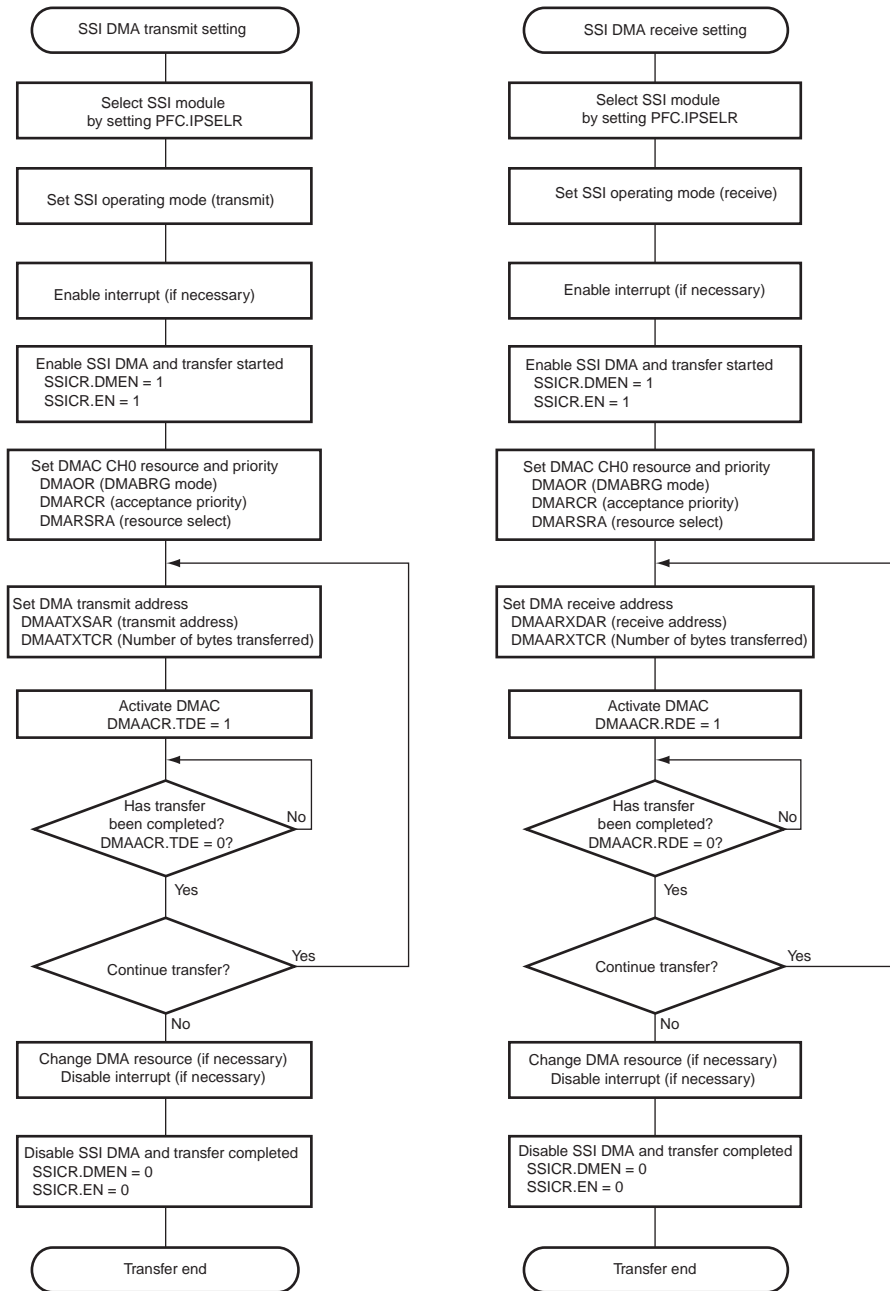 SSI DMA transmit setting
Select SSI module
by setting PFC.IPSELR
Set SSI operating mode (transmit)
Enable interrupt (if necessary)
Enable SSI DMA and transfer started
SSICR.DMEN = 1
SSICR.EN = 1
Set DMAC CH0 resource and priority
DMAOR (DMABRG mode)
DMARCR (acceptance priority)
DMARSRA (resource select)
Set DMA transmit address
DMAATXSAR (transmit address)
DMAATXTCR (Number of bytes transferred)
Activate DMAC
DMAACR.TDE = 1
Has transfer
been completed?
DMAACR.TDE = 0?
No
Yes
Continue transfer?
Yes
No
Change DMA resource (if necessary)
Disable interrupt (if necessary)
Disable SSI DMA and transfer completed
SSICR.DMEN = 0
SSICR.EN = 0
Transfer end
SSI DMA receive setting
Select SSI module
by setting PFC.IPSELR
Set SSI operating mode (receive)
Enable interrupt (if necessary)
Enable SSI DMA and transfer started
SSICR.DMEN = 1
SSICR.EN = 1
Set DMAC CH0 resource and priority
DMAOR (DMABRG mode)
DMARCR (acceptance priority)
DMARSRA (resource select)
Set DMA receive address
DMAARXDAR (receive address)
DMAARXTCR (Number of bytes transferred)
Activate DMAC
DMAACR.RDE = 1
Has transfer
been completed?
DMAACR.RDE = 0?
No
Yes
Continue transfer?
Yes
No
Change DMA resource (if necessary)
Disable interrupt (if necessary)
Disable SSI DMA and transfer completed
SSICR.DMEN = 0
SSICR.EN = 0
Transfer end